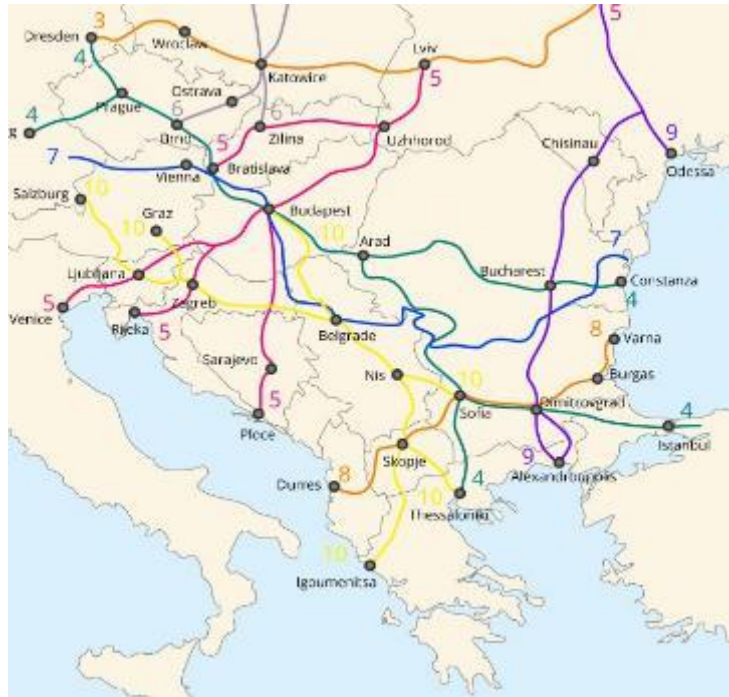 3
5
Dresden
Wroclaw
Lviv
4
Katowice
5
Ostrava
Prague
4
6
6
g
Brno
Zilina
Uzhhorod
5
Chisinau
9
7
Vienna
Bratislava
Odessa
Salzburg
10
Graz
Budapest
10
10
Arad
7
Ljubljana
Bucharest
Constanza
4
5
Zagreb
Venice
Rijeka
5
Belgrade
8
Varna
Sarajevo
Nis
10
Burgas
5
Sofia
Dimitrovgrad
4
Ploce
Istanbul
Skopje
9
Durres
8
4
Alexandroupolis
10
Thessaloniki
10
Igoumenitsa